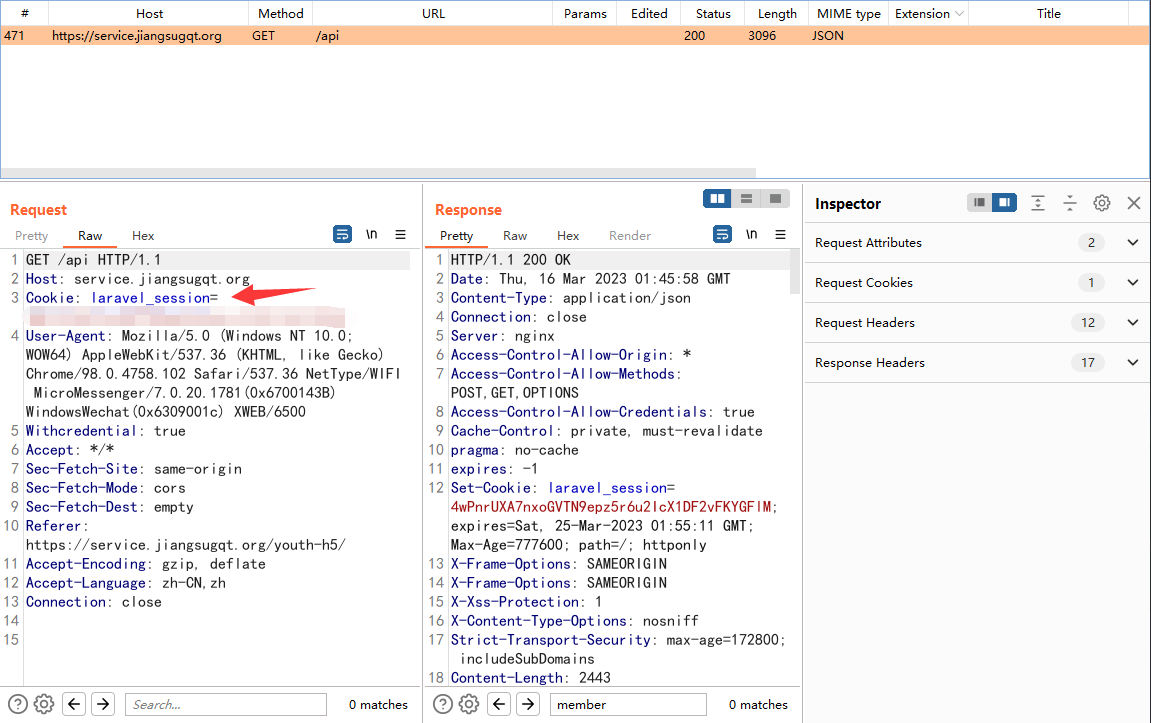 # Host Method URL Params Edited Status Length MIME type Extension Title
471 https://service.jiangsugqt.org GET /api 200 3096 JSON
Request
Pretty Raw Hex \n
1 GET /api HTTP/1.1
2 Host: service.jiangsugqt.org
3 Cookie: laravel_session=
4 User-Agent: Mozilla/5.0 (Windows NT 10.0;
WOW64) AppleWebKit/537.36 (KHTML, like Gecko)
Chrome/98.0.4758.102 Safari/537.36 NetType/WIFI
MicroMessenger/7.0.20.1781(0x6700143B)
WindowsWechat(0x6309001c) XWEB/6500
5 Withcredential: true
6 Accept: */*
7 Sec-Fetch-Site: same-origin
8 Sec-Fetch-Mode: cors
9 Sec-Fetch-Dest: empty
10 Referer:
https://service.jiangsugqt.org/youth-h5/
11 Accept-Encoding: gzip, deflate
12 Accept-Language: zh-CN,zh
13 Connection: close
14
15
Search...
0 matches
Response
Pretty Raw Hex Render \n
1 HTTP/1.1 200 OK
2 Date: Thu, 16 Mar 2023 01:45:58 GMT
3 Content-Type: application/json
4 Connection: close
5 Server: nginx
6 Access-Control-Allow-Origin: *
7 Access-Control-Allow-Methods:
POST,GET,OPTIONS
8 Access-Control-Allow-Credentials: true
9 Cache-Control: private, must-revalidate
10 pragma: no-cache
11 expires: -1
12 Set-Cookie: laravel_session=
4wPnrUXA7nxoGVTN9epz5r6u2IcX1DF2vFKYGFlM;
expires=Sat, 25-Mar-2023 01:55:11 GMT;
Max-Age=777600; path=/; httponly
13 X-Frame-Options: SAMEORIGIN
14 X-Frame-Options: SAMEORIGIN
15 X-Xss-Protection: 1
16 X-Content-Type-Options: nosniff
17 Strict-Transport-Security: max-age=172800;
includeSubDomains
18 Content-Length: 2443
member
0 matches
Inspector
Request Attributes 2
Request Cookies 1
Request Headers 12
Response Headers 17